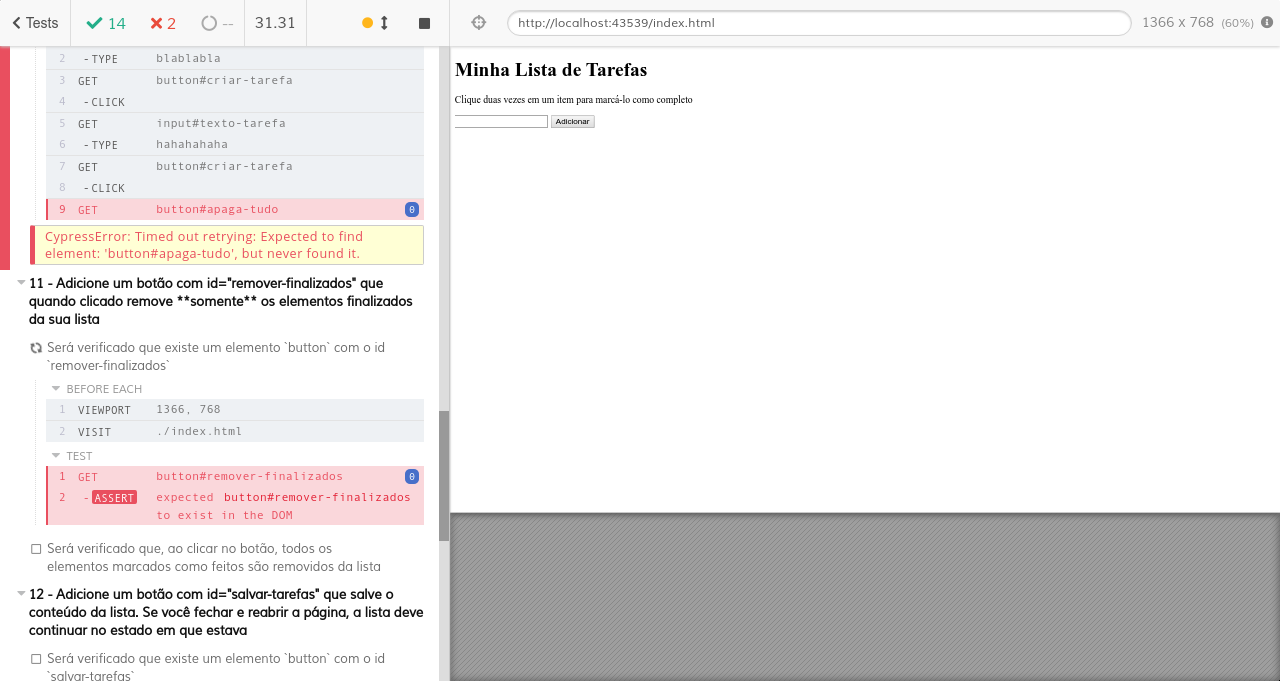 Tests
14
2
--
31.31
http://localhost:43539/index.html
1366 x 768 (60%)
2 -TYPE blablabla
3 GET button#criar-tarefa
4 -CLICK
5 GET input#texto-tarefa
6 -TYPE hahahahaha
7 GET button#criar-tarefa
8 -CLICK
9 GET button#apaga-tudo 0
CypressError: Timed out retrying: Expected to find
element: 'button#apaga-tudo', but never found it.
11 - Adicione um botão com id="remover-finalizados" que
quando clicado remove **somente** os elementos finalizados
da sua lista
Será verificado que existe um elemento `button` com o id
`remover-finalizados`
BEFORE EACH
1 VIEWPORT 1366, 768
2 VISIT ./index.html
TEST
1 GET button#remover-finalizados 0
2 -ASSERT expected button#remover-finalizados
to exist in the DOM
Será verificado que, ao clicar no botão, todos os
elementos marcados como feitos são removidos da lista
12 - Adicione um botão com id="salvar-tarefas" que salve o
conteúdo da lista. Se você fechar e reabrir a página, a lista deve
continuar no estado em que estava
Será verificado que existe um elemento `button` com o id
`salvar-tarefas`
Minha Lista de Tarefas
Clique duas vezes em um item para marcá-lo como completo
Adicionar